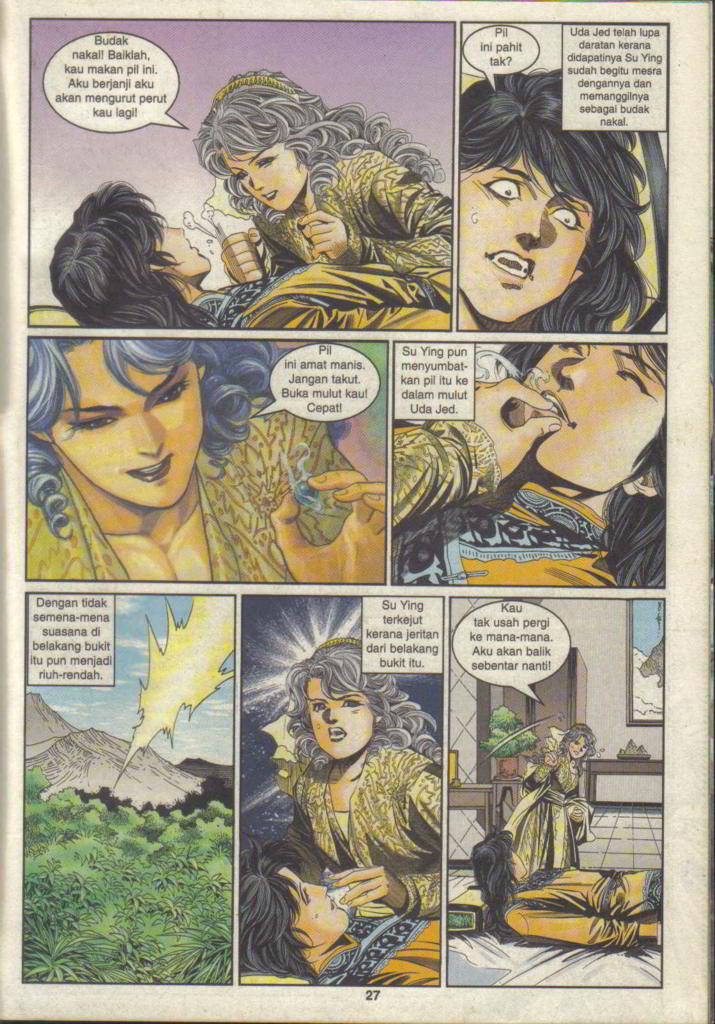 Budak
nakal! Baiklah,
kau makan pil ini.
Aku berjanji aku
akan mengurut perut
kau lagi!
Pil
ini pahit
tak?
Uda Jed telah lupa
daratan kerana
didapatinya Su Ying
sudah begitu mesra
dengannya dan
memanggilnya
sebagai budak
nakal.
Pil
ini amat manis.
Jangan takut.
Buka mulut kau!
Cepat!
Su Ying pun
menyumbat-
kan pil itu ke
dalam mulut
Uda Jed.
Dengan tidak
semena-mena
suasana di
belakang bukit
itu pun menjadi
riuh-rendah.
Su Ying
terkejut
kerana jeritan
dari belakang
bukit itu.
Kau
tak usah pergi
ke mana-mana.
Aku akan balik
sebentar nanti!
27